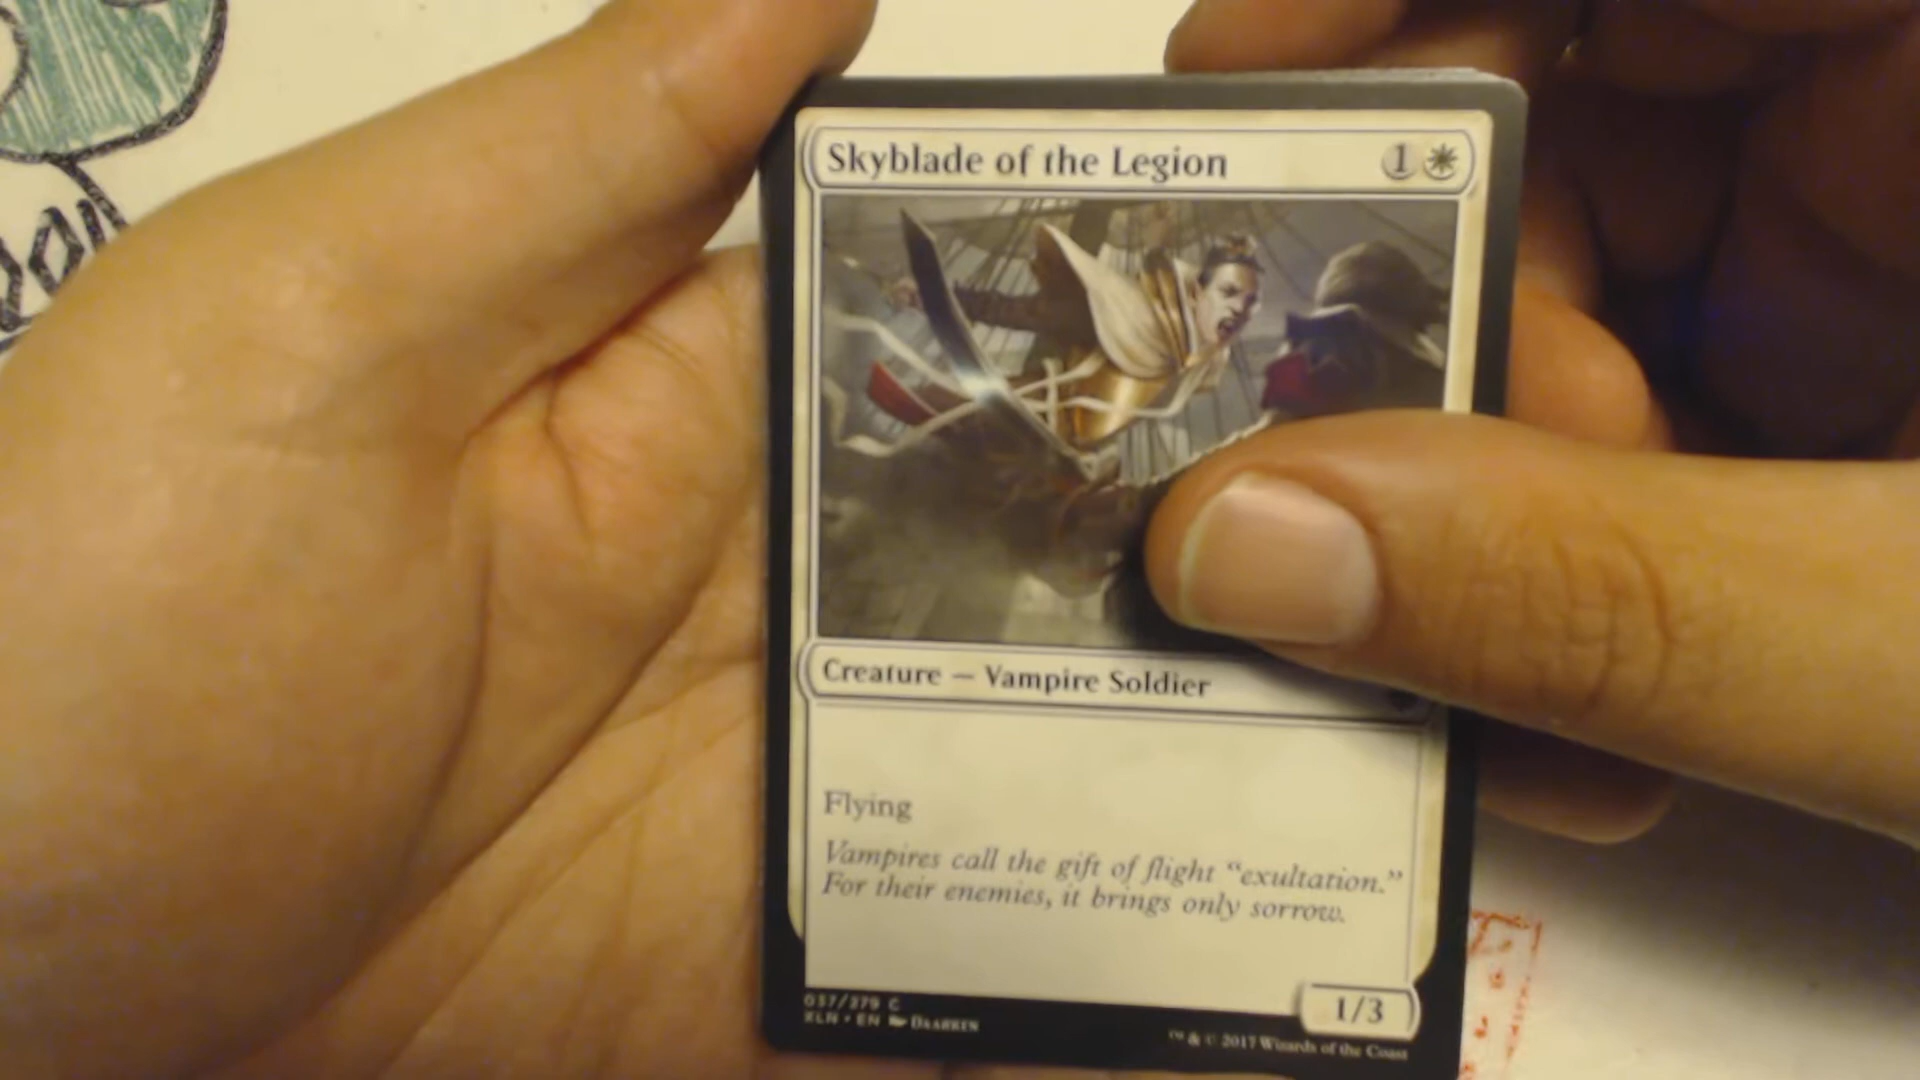 Skyblade of the Legion 1
Creature — Vampire Soldier
Flying
Vampires call the gift of flight “exultation.”
For their enemies, it brings only sorrow.
1/3
037/279 C
XLN • EN DAARKEN
™ & © 2017 Wizards of the Coast